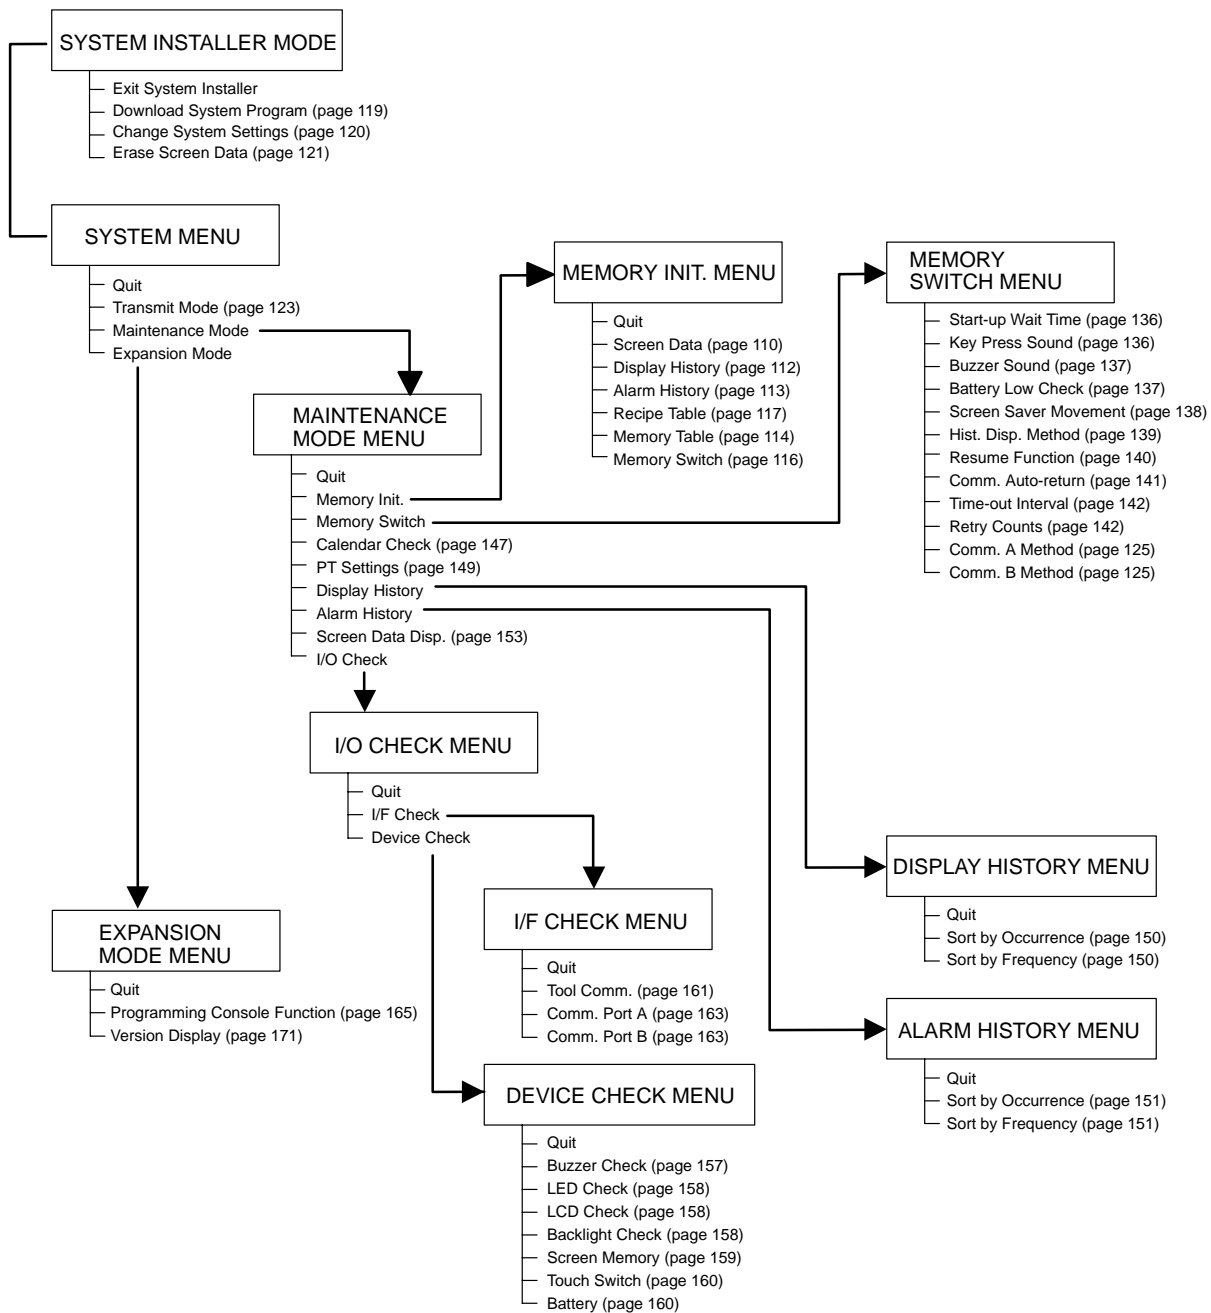 SYSTEM INSTALLER MODE
Exit System Installer
Download System Program (page 119)
Change System Settings (page 120)
Erase Screen Data (page 121)
SYSTEM MENU
Quit
Transmit Mode (page 123)
Maintenance Mode
Expansion Mode
MEMORY INIT. MENU
Quit
Screen Data (page 110)
Display History (page 112)
Alarm History (page 113)
Recipe Table (page 117)
Memory Table (page 114)
Memory Switch (page 116)
MEMORY
SWITCH MENU
Start-up Wait Time (page 136)
Key Press Sound (page 136)
Buzzer Sound (page 137)
Battery Low Check (page 137)
Screen Saver Movement (page 138)
Hist. Disp. Method (page 139)
Resume Function (page 140)
Comm. Auto-return (page 141)
Time-out Interval (page 142)
Retry Counts (page 142)
Comm. A Method (page 125)
Comm. B Method (page 125)
MAINTENANCE
MODE MENU
Quit
Memory Init.
Memory Switch
Calendar Check (page 147)
PT Settings (page 149)
Display History
Alarm History
Screen Data Disp. (page 153)
I/O Check
I/O CHECK MENU
Quit
I/F Check
Device Check
DISPLAY HISTORY MENU
Quit
Sort by Occurrence (page 150)
Sort by Frequency (page 150)
EXPANSION
MODE MENU
Quit
Programming Console Function (page 165)
Version Display (page 171)
I/F CHECK MENU
Quit
Tool Comm. (page 161)
Comm. Port A (page 163)
Comm. Port B (page 163)
ALARM HISTORY MENU
Quit
Sort by Occurrence (page 151)
Sort by Frequency (page 151)
DEVICE CHECK MENU
Quit
Buzzer Check (page 157)
LED Check (page 158)
LCD Check (page 158)
Backlight Check (page 158)
Screen Memory (page 159)
Touch Switch (page 160)
Battery (page 160)